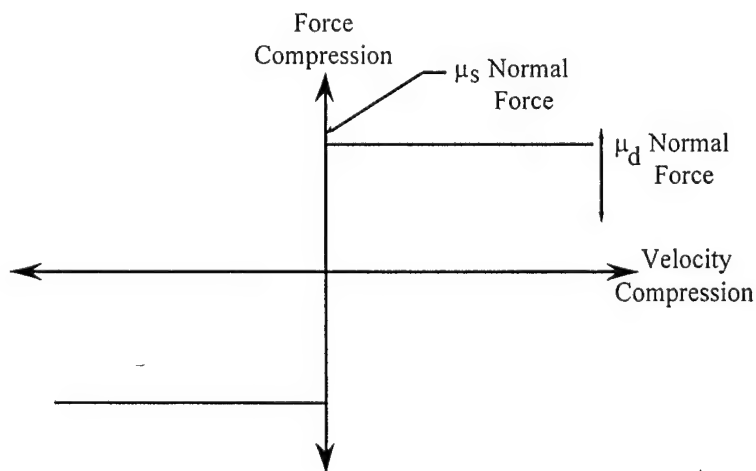 Force
Compression
μs Normal
Force
μd Normal
Force
Velocity
Compression